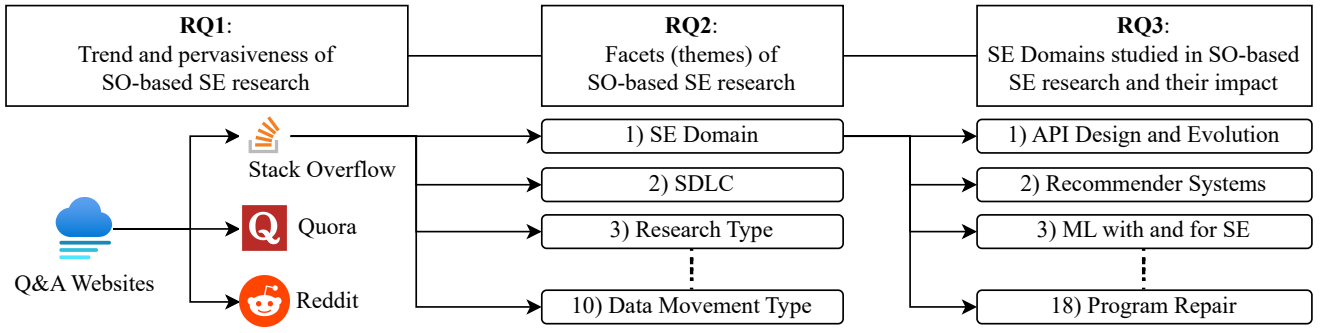 RQ1:
Trend and pervasiveness of
SO-based SE research
RQ2:
Facets (themes) of
SO-based SE research
RQ3:
SE Domains studied in SO-based
SE research and their impact
Stack Overflow
Q
Quora
Reddit
Q&A Websites
1) SE Domain
2) SDLC
3) Research Type
10) Data Movement Type
1) API Design and Evolution
2) Recommender Systems
3) ML with and for SE
18) Program Repair